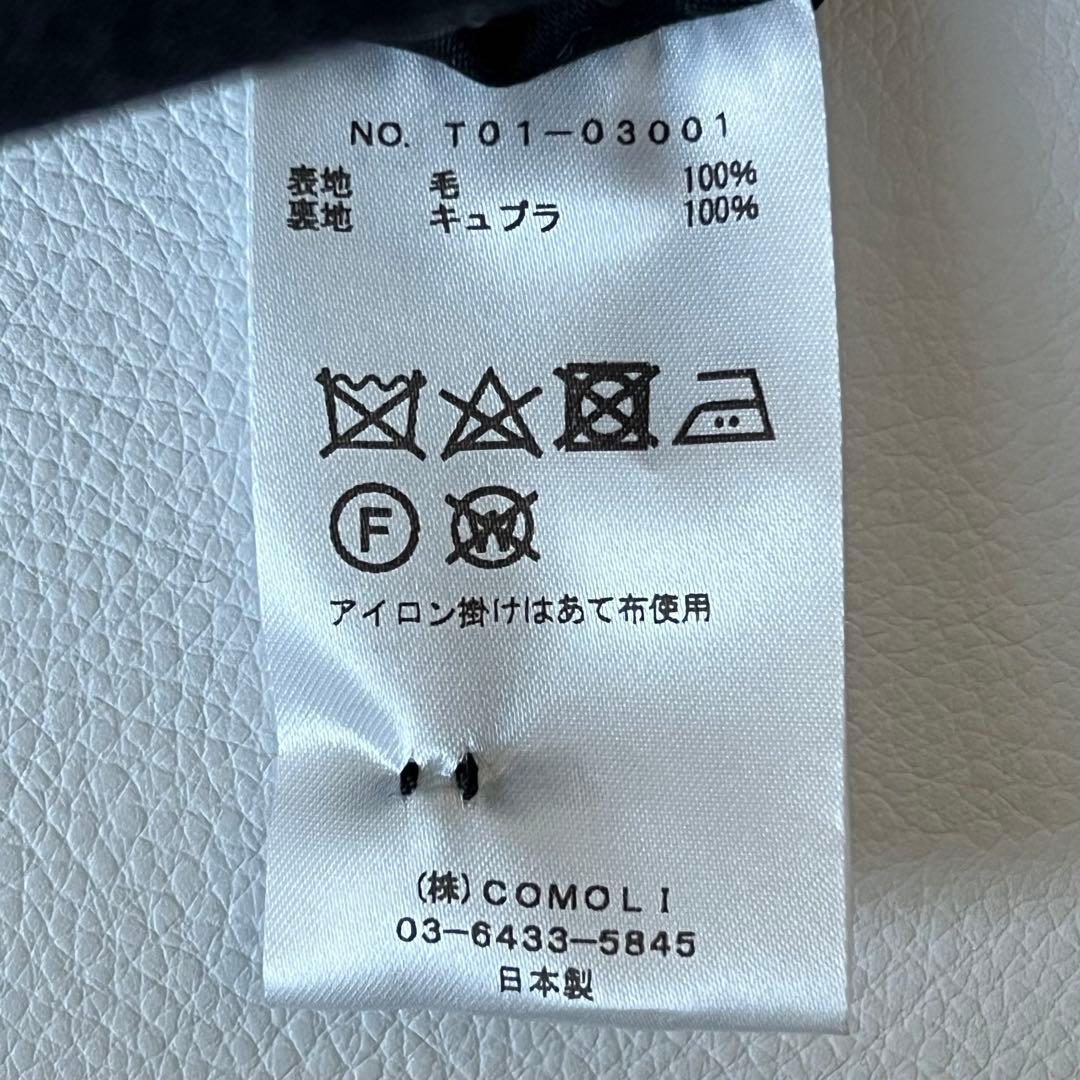 NO. T01-03001
表地 毛 100%
裏地 キュプラ 100%
F W
アイロン掛けはあて布使用
(株)COMOLI
03-6433-5845
日本製